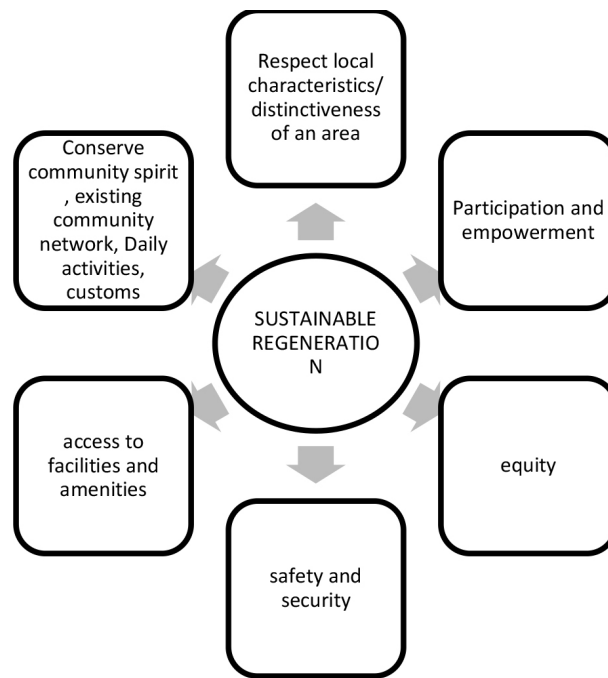 Respect local
characteristics/
distinctiveness
of an area
Conserve
community spirit
, existing
community
network, Daily
activities,
customs
Participation and
empowerment
SUSTAINABLE
REGENERATIO
N
access to
facilities and
amenities
equity
safety and
security